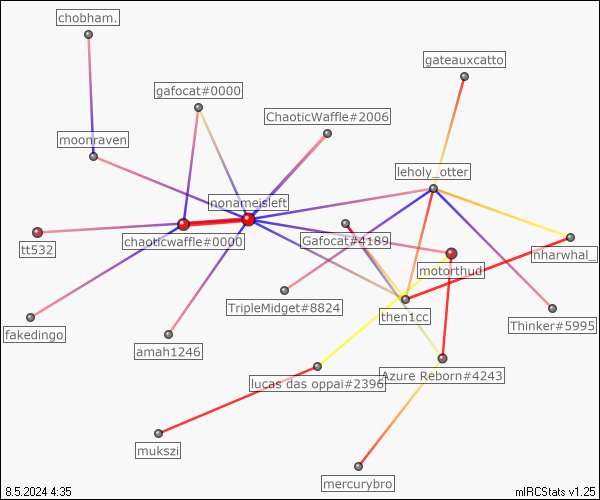 chobham.
gateauxcatto
gafocat#0000
ChaoticWaffle#2006
moonraven
leholy_otter
nonameisleft
chaoticwaffle#0000
Gafocat#4189
tt532
nharwhal_
motorthud
TripleMidget#8824
then1cc
Thinker#5995
fakedingo
amah1246
lucas das oppai#2396
Azure Reborn#4243
mukszi
mercurybro
8.5.2024 4:35
mIRCStats v1.25